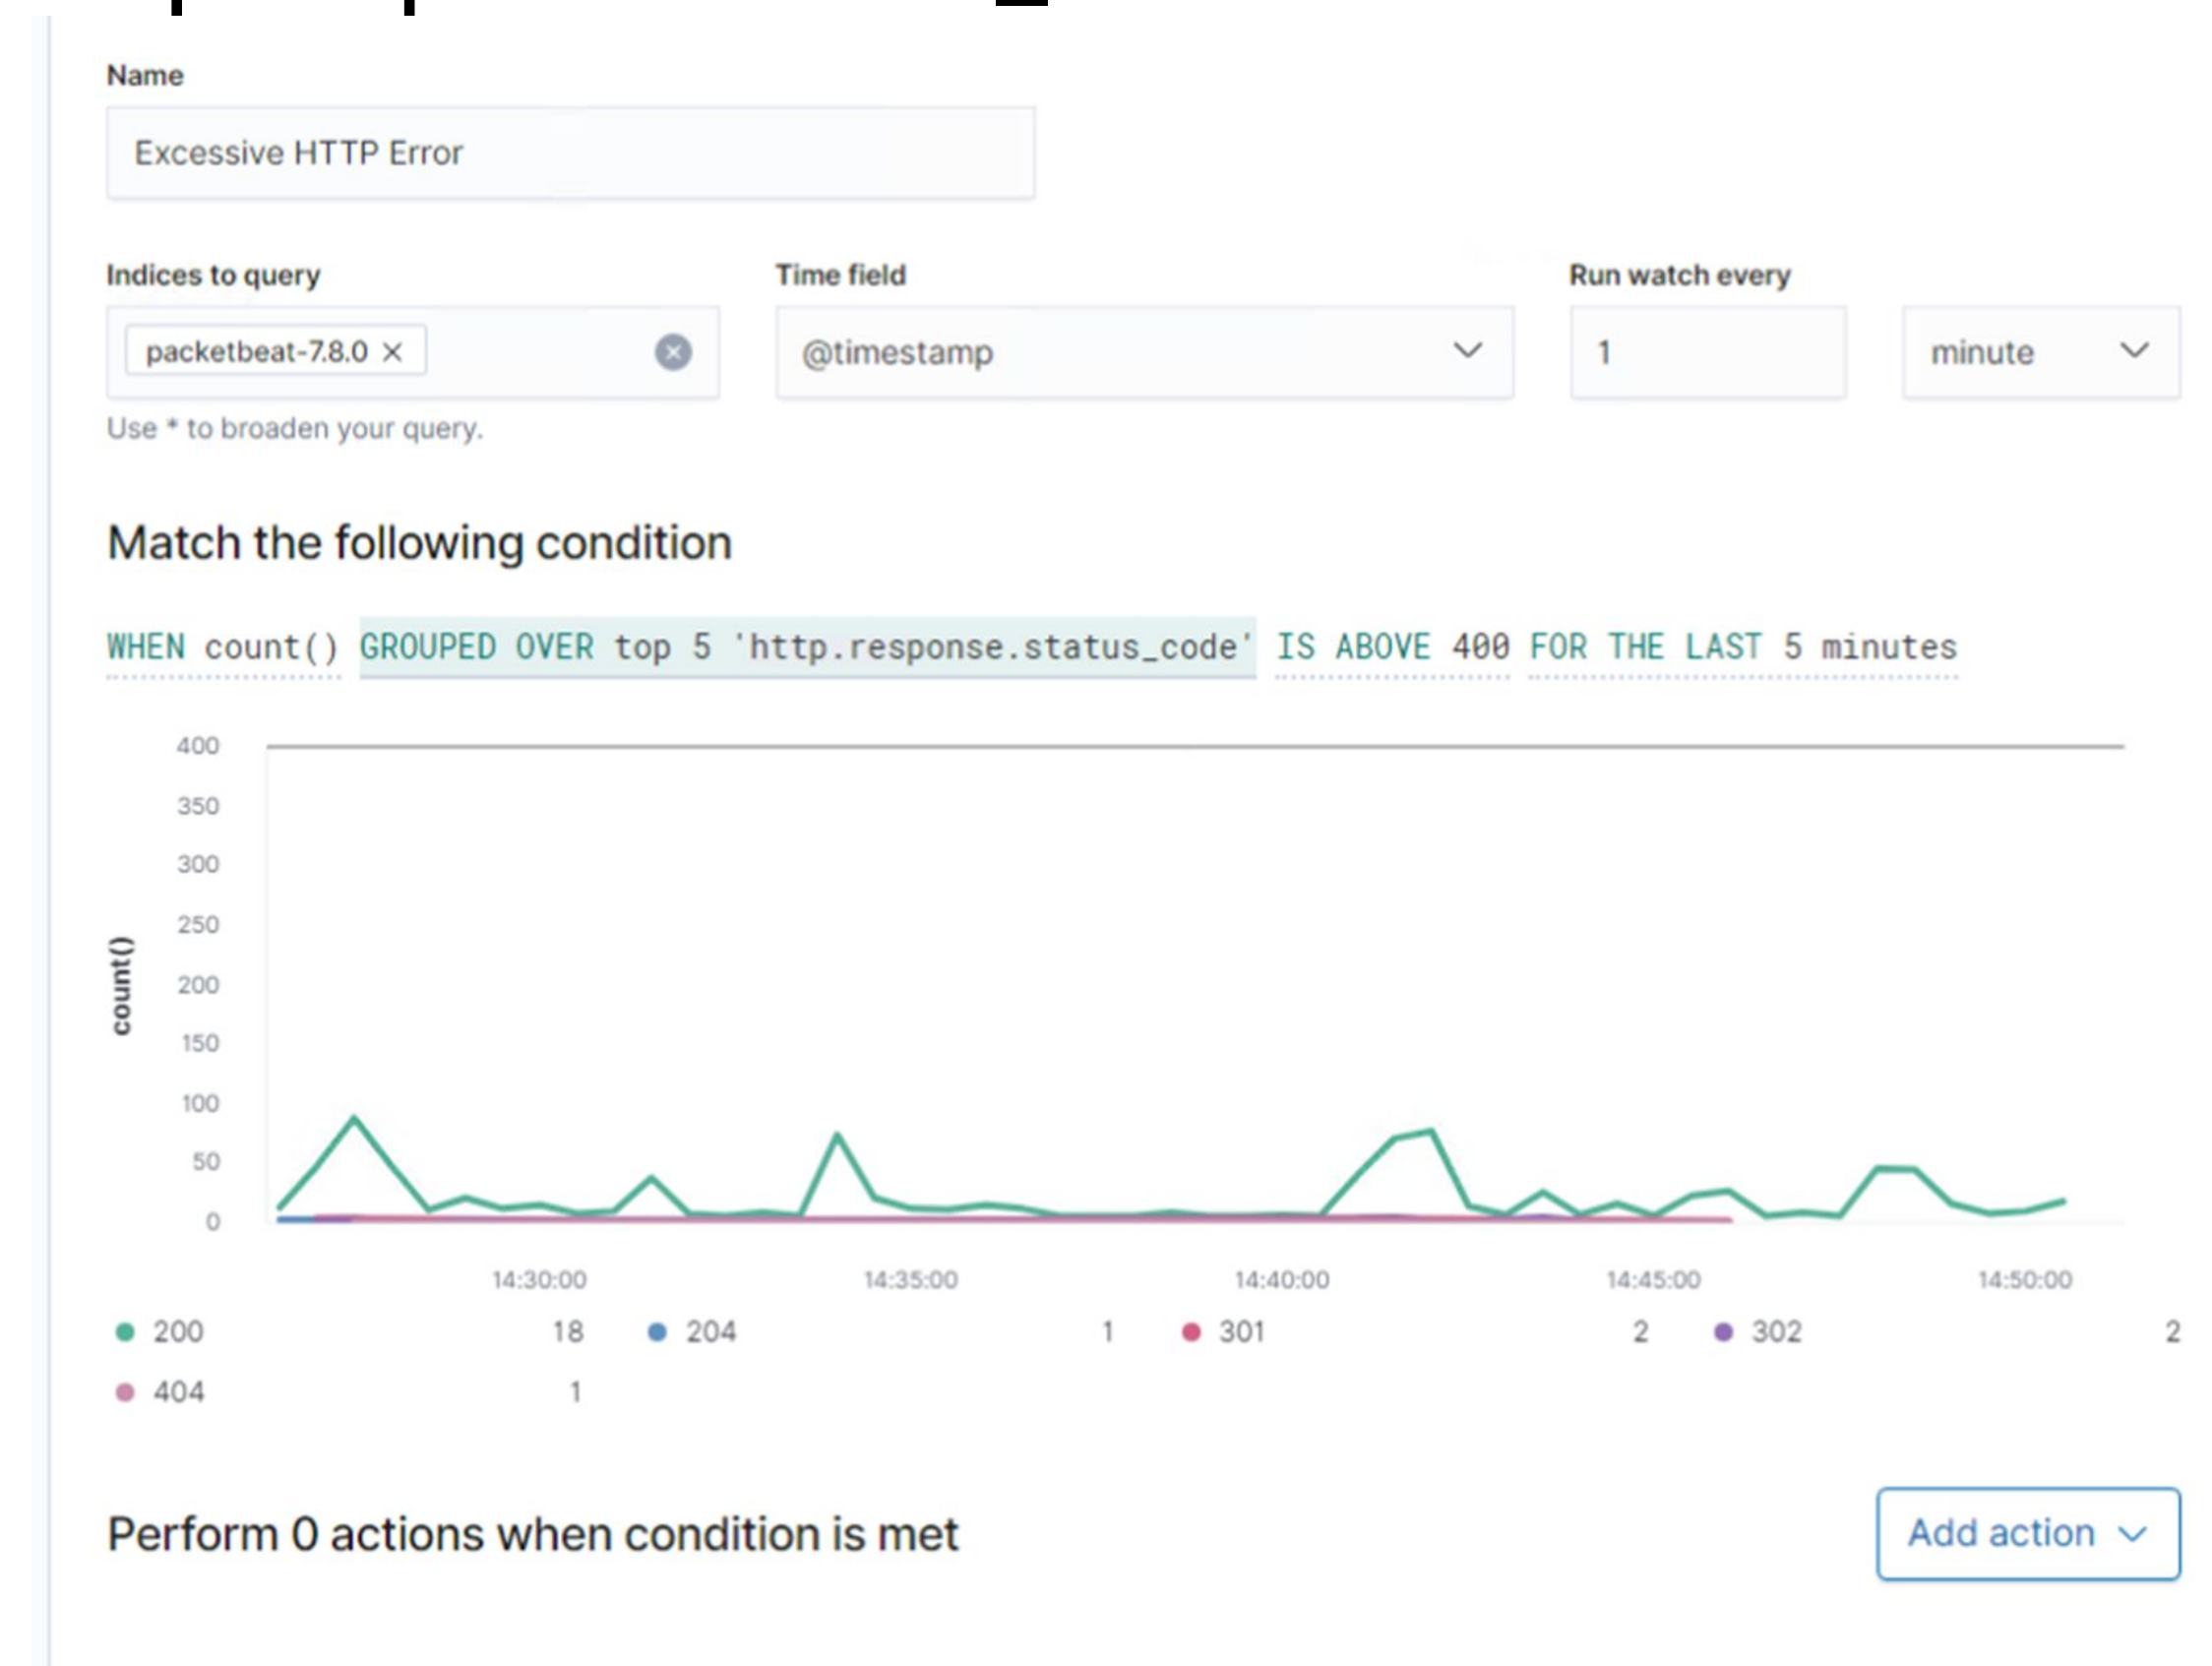 Name
Excessive HTTP Error
Indices to query Time field Run watch every
packetbeat-7.8.0 @timestamp 1 minute
Use * to broaden your query.
Match the following condition
WHEN count() GROUPED OVER top 5 'http.response.status_code' IS ABOVE 400 FOR THE LAST 5 minutes
400
350
300
250
200
150
100
50
0
count()
14:30:00 14:35:00 14:40:00 14:45:00 14:50:00
200 18 204 1 301 2 302 2
404 1
Perform 0 actions when condition is met Add action